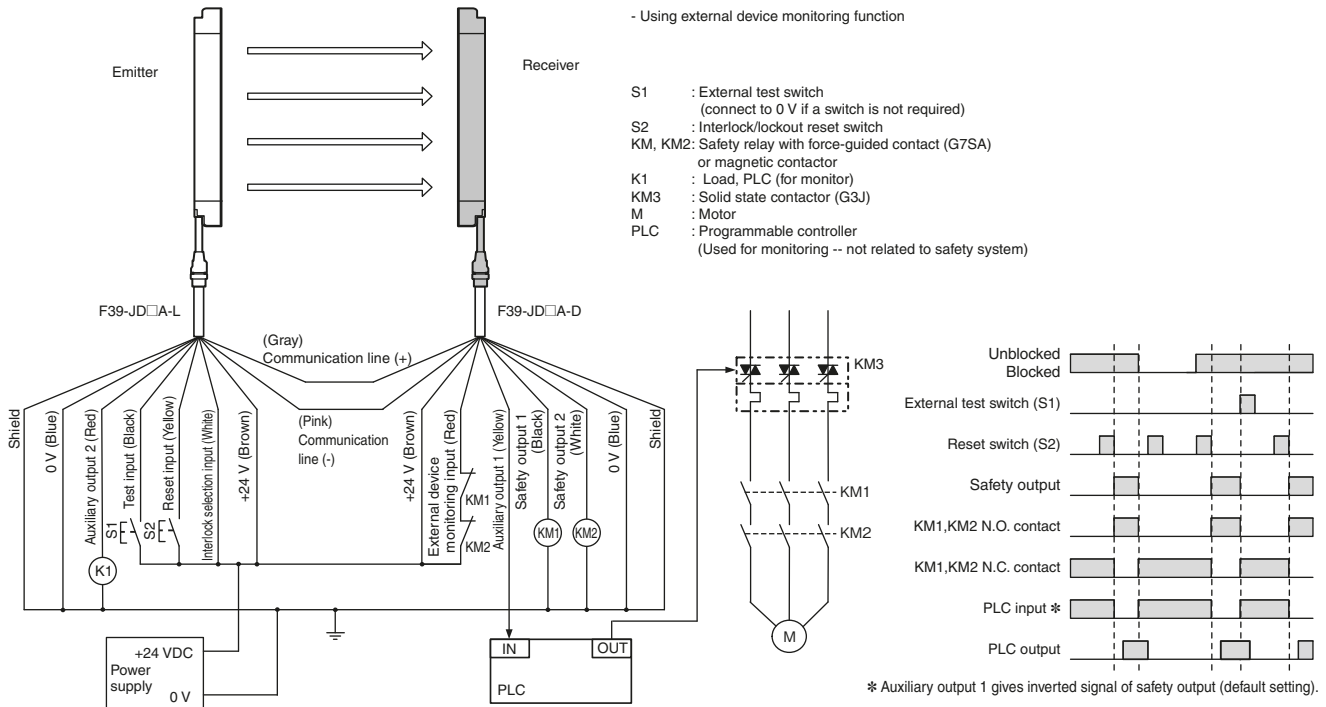 - Using external device monitoring function
Emitter
Receiver
S1 : External test switch
(connect to 0 V if a switch is not required)
S2 : Interlock/lockout reset switch
KM, KM2: Safety relay with force-guided contact (G7SA)
or magnetic contactor
K1 : Load, PLC (for monitor)
KM3 : Solid state contactor (G3J)
M : Motor
PLC : Programmable controller
(Used for monitoring -- not related to safety system)
F39-JD□A-L
F39-JD□A-D
(Gray)
Communication line (+)
(Pink)
Communication
line (-)
Shield
0 V (Blue)
Auxiliary output 2 (Red)
Test input (Black)
Reset input (Yellow)
Interlock selection input (White)
+24 V (Brown)
+24 V (Brown)
External device
monitoring input (Red)
Auxiliary output 1 (Yellow)
Safety output 1
(Black)
Safety output 2
(White)
0 V (Blue)
Shield
S1
S2
K1
KM1
KM2
KM1
KM2
+24 VDC
Power
supply
0 V
IN
OUT
PLC
KM3
KM1
KM2
M
Unblocked
Blocked
External test switch (S1)
Reset switch (S2)
Safety output
KM1,KM2 N.O. contact
KM1,KM2 N.C. contact
PLC input ✻
PLC output
✻ Auxiliary output 1 gives inverted signal of safety output (default setting).